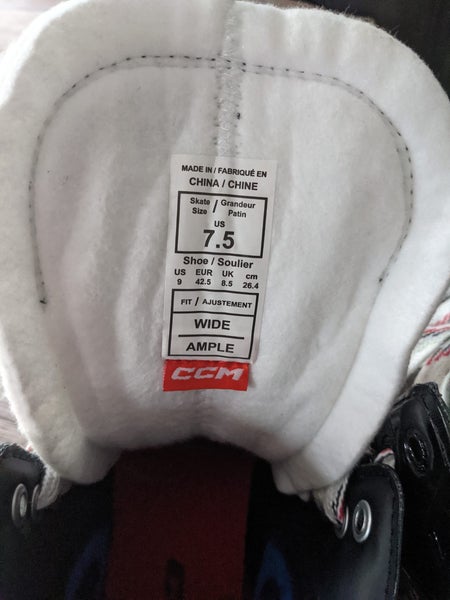 MADE IN / FABRIQUÉ EN
CHINA / CHINE
Skate Size / Grandeur Patin
US
7.5
Shoe / Soulier
US EUR UK cm
9 42.5 8.5 26.4
FIT / AJUSTEMENT
WIDE
AMPLE
CCM